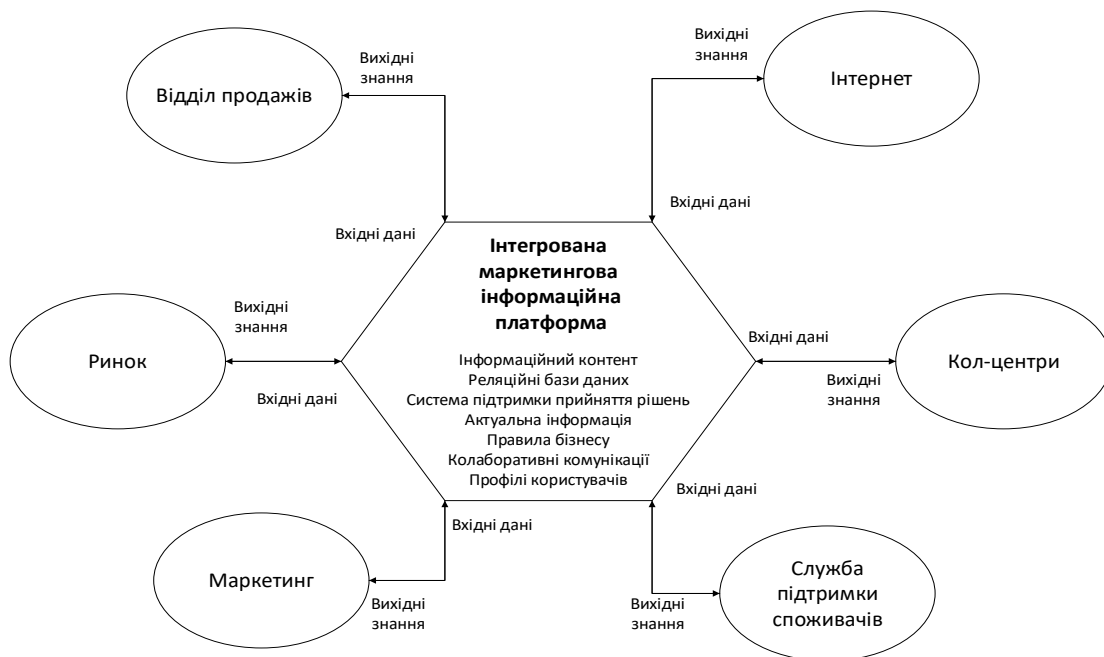 Вихідні
знання
Відділ продажів
Вихідні
знання
Інтернет
Вхідні дані
Вхідні дані
Інтегрована
маркетингова
інформаційна
платформа
Інформаційний контент
Реляційні бази даних
Система підтримки прийняття рішень
Актуальна інформація
Правила бізнесу
Колаборативні комунікації
Профілі користувачів
Вихідні
знання
Ринок
Вхідні дані
Вхідні дані
Кол-центри
Вихідні
знання
Вхідні дані
Маркетинг
Вихідні
знання
Вхідні дані
Служба
підтримки
споживачів
Вихідні
знання